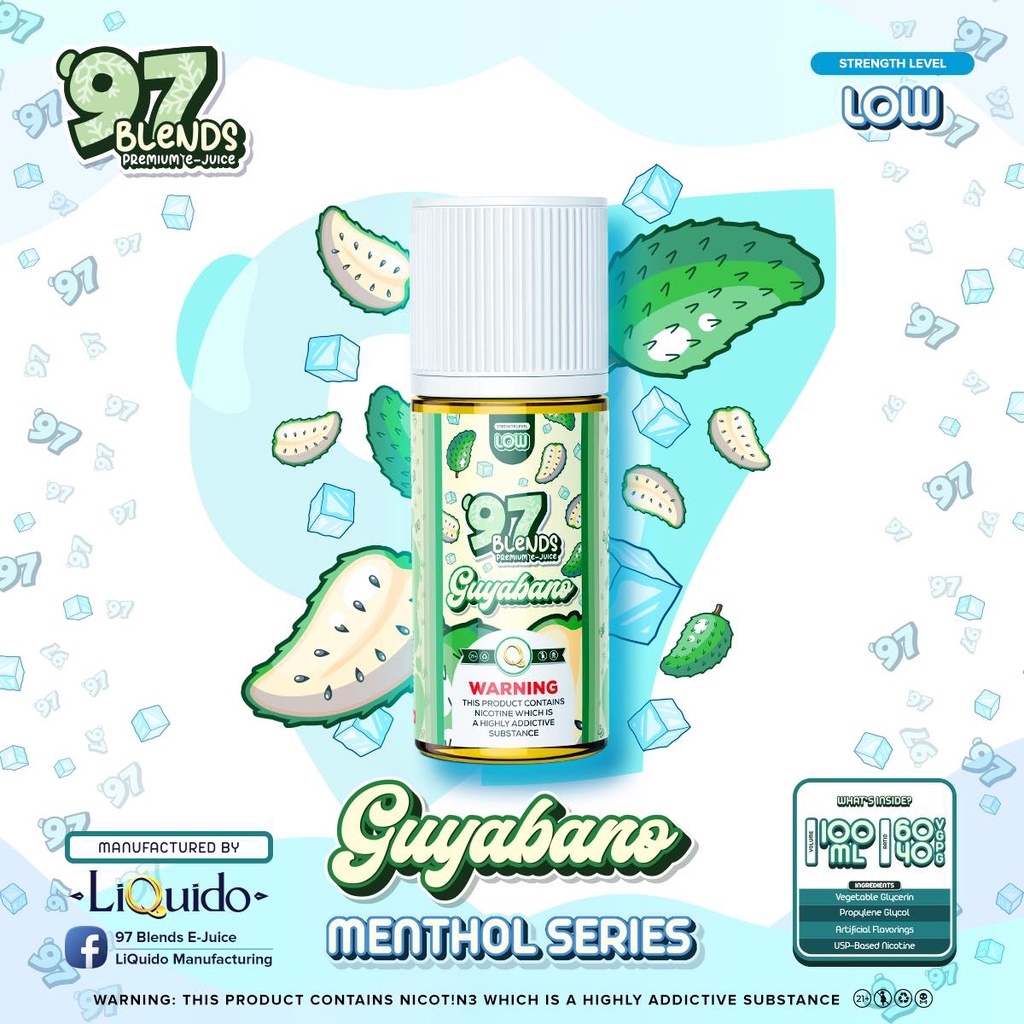 '97
BLENDS
PREMIUM E-JUICE
STRENGTH LEVEL
LOW
STRENGTH LEVEL
LOW
'97
BLENDS
PREMIUM E-JUICE
Guyabano
WARNING
THIS PRODUCT CONTAINS
NICOTINE WHICH IS
A HIGHLY ADDICTIVE
SUBSTANCE
Guyabano
MENTHOL SERIES
MANUFACTURED BY
LiQuido
97 Blends E-Juice
LiQuido Manufacturing
WHAT'S INSIDE?
VOLUME 100 ML RATIO 60 VG 40 PG
INGREDIENTS
Vegetable Glycerin
Propylene Glycol
Artificial Flavorings
USP-Based Nicotine
WARNING: THIS PRODUCT CONTAINS NICOT!N3 WHICH IS A HIGHLY ADDICTIVE SUBSTANCE 21+